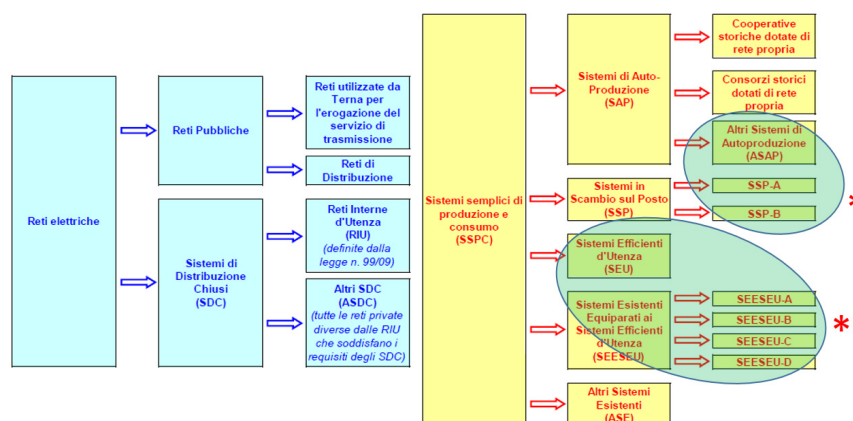 Reti elettriche
Reti Pubbliche
Sistemi di
Distribuzione
Chiusi
(SDC)
Reti utilizzate da
Terna per
l'erogazione del
servizio di
trasmissione
Reti di
Distribuzione
Reti Interne
d'Utenza
(RIU)
(definite dalla
legge n. 99/09)
Altri SDC
(ASDC)
(tutte le reti private
diverse dalle RIU
che soddisfano i
requisiti degli SDC)
Sistemi semplici di
produzione e
consumo
(SSPC)
Sistemi di Auto-
Produzione
(SAP)
Cooperative
storiche dotate di
rete propria
Consorzi storici
dotati di rete
propria
Altri Sistemi di
Autoproduzione
(ASAP)
Sistemi in
Scambio sul Posto
(SSP)
SSP-A
SSP-B
Sistemi Efficienti
d'Utenza
(SEU)
Sistemi Esistenti
Equiparati ai
Sistemi Efficienti
d'Utenza
(SEESEU)
SEESEU-A
SEESEU-B
SEESEU-C
SEESEU-D
*
Altri Sistemi
Esistenti
(ASE)